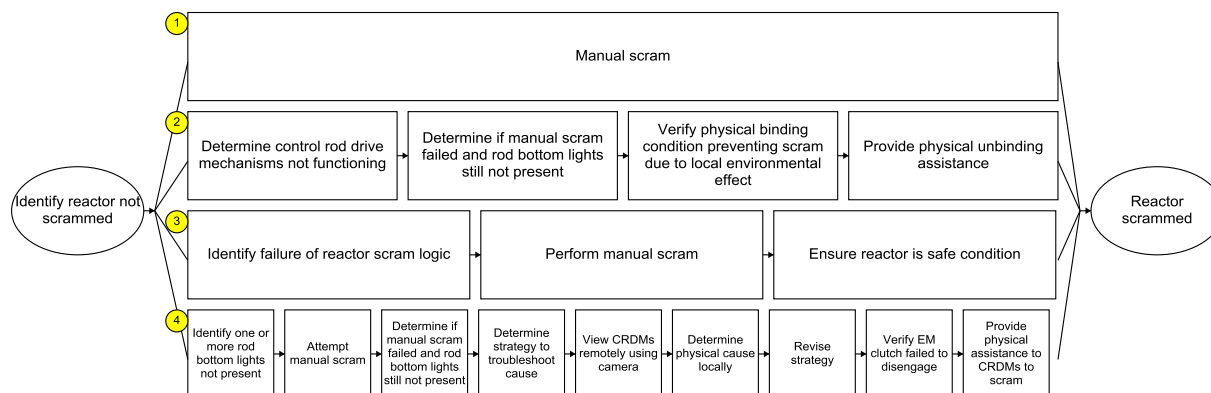 1
Manual scram
2
Determine control rod drive
mechanisms not functioning
Determine if manual scram
failed and rod bottom lights
still not present
Verify physical binding
condition preventing scram
due to local environmental
effect
Provide physical unbinding
assistance
Identify reactor not
scrammed
Reactor
scrammed
3
Identify failure of reactor scram logic
Perform manual scram
Ensure reactor is safe condition
4
Identify one or
more rod
bottom lights
not present
Attempt
manual scram
Determine if
manual scram
failed and rod
bottom lights
still not present
Determine
strategy to
troubleshoot
cause
View CRDMs
remotely using
camera
Determine
physical cause
locally
Revise
strategy
Verify EM
clutch failed to
disengage
Provide
physical
assistance to
CRDMs to
scram